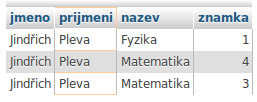 jmeno prijmeni nazev znamka
Jindřich Pleva Fyzika 1
Jindřich Pleva Matematika 4
Jindřich Pleva Matematika 3